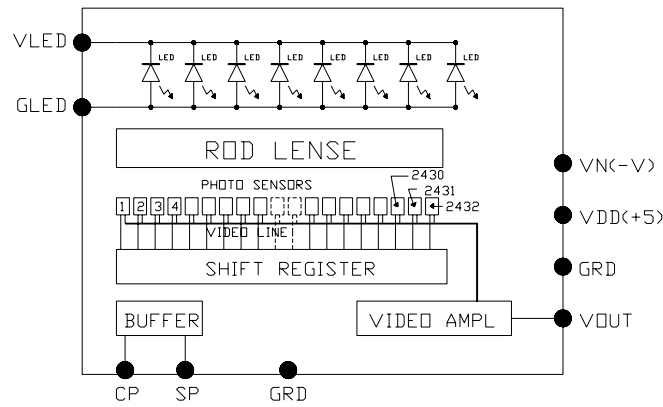 VLED
LED LED LED LED LED LED LED LED
GLED
ROD LENSE
VN(-V)
2430
PHOTO SENSORS
2431
1 2 3 4
2432
VDD(+5)
VIDEO LINE
SHIFT REGISTER
GRD
BUFFER
VIDEO AMPL
VOUT
CP
SP
GRD